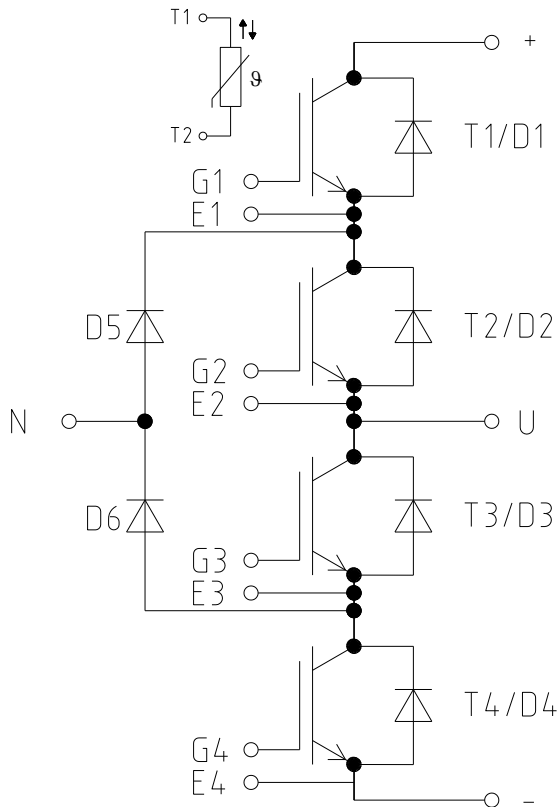 T1
ϑ
T2
+
T1/D1
G1
E1
D5
T2/D2
G2
E2
N
U
D6
T3/D3
G3
E3
T4/D4
G4
E4
-